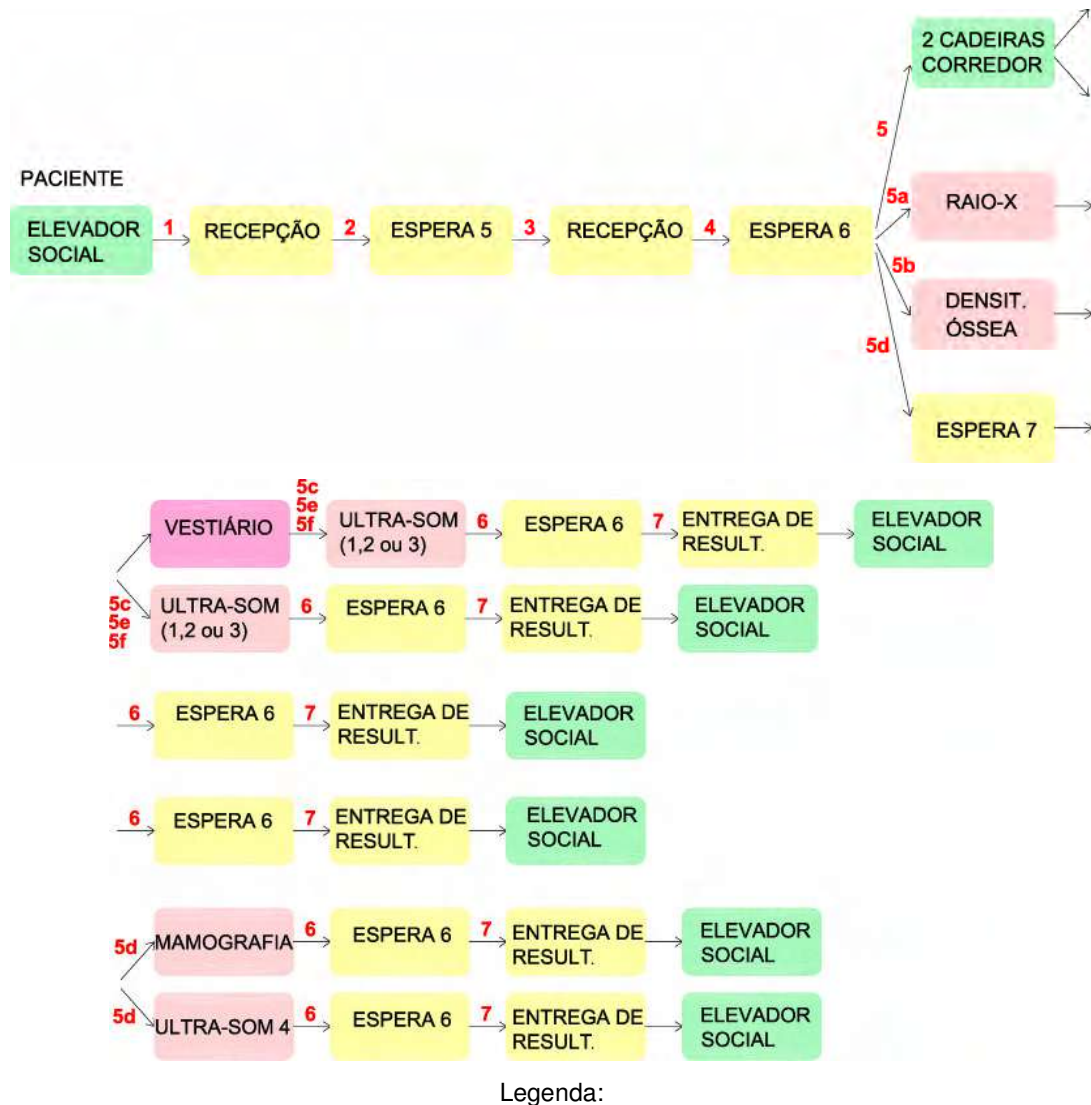 2 CADEIRAS
CORREDOR
5
PACIENTE
ELEVADOR
SOCIAL
1
RECEPÇÃO
2
ESPERA 5
3
RECEPÇÃO
4
ESPERA 6
5a
RAIO-X
5b
DENSIT.
ÓSSEA
5d
ESPERA 7
VESTIÁRIO
5c
5e
5f
ULTRA-SOM
(1,2 ou 3)
6
ESPERA 6
7
ENTREGA DE
RESULT.
ELEVADOR
SOCIAL
5c
5e
5f
ULTRA-SOM
(1,2 ou 3)
6
ESPERA 6
7
ENTREGA DE
RESULT.
ELEVADOR
SOCIAL
6
ESPERA 6
7
ENTREGA DE
RESULT.
ELEVADOR
SOCIAL
6
ESPERA 6
7
ENTREGA DE
RESULT.
ELEVADOR
SOCIAL
5d
MAMOGRAFIA
6
ESPERA 6
7
ENTREGA DE
RESULT.
ELEVADOR
SOCIAL
5d
ULTRA-SOM 4
6
ESPERA 6
7
ENTREGA DE
RESULT.
ELEVADOR
SOCIAL
Legenda: